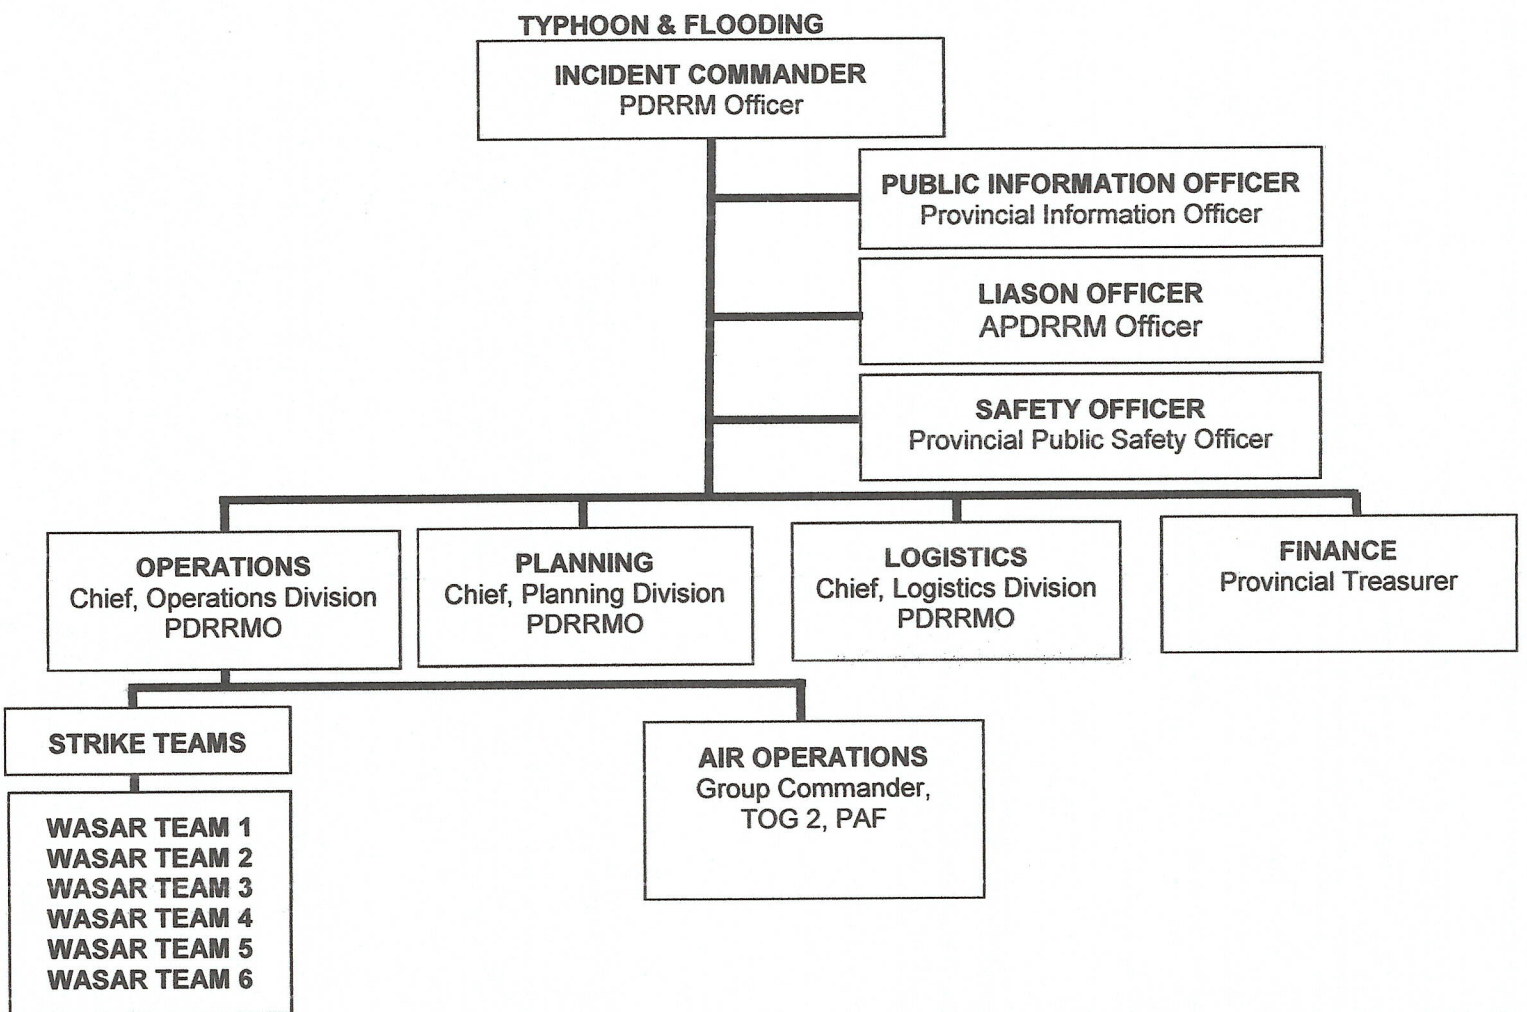 TYPHOON & FLOODING
INCIDENT COMMANDER
PDRRM Officer
PUBLIC INFORMATION OFFICER
Provincial Information Officer
LIASON OFFICER
APDRRM Officer
SAFETY OFFICER
Provincial Public Safety Officer
OPERATIONS
Chief, Operations Division
PDRRMO
PLANNING
Chief, Planning Division
PDRRMO
LOGISTICS
Chief, Logistics Division
PDRRMO
FINANCE
Provincial Treasurer
STRIKE TEAMS
WASAR TEAM 1
WASAR TEAM 2
WASAR TEAM 3
WASAR TEAM 4
WASAR TEAM 5
WASAR TEAM 6
AIR OPERATIONS
Group Commander,
TOG 2, PAF